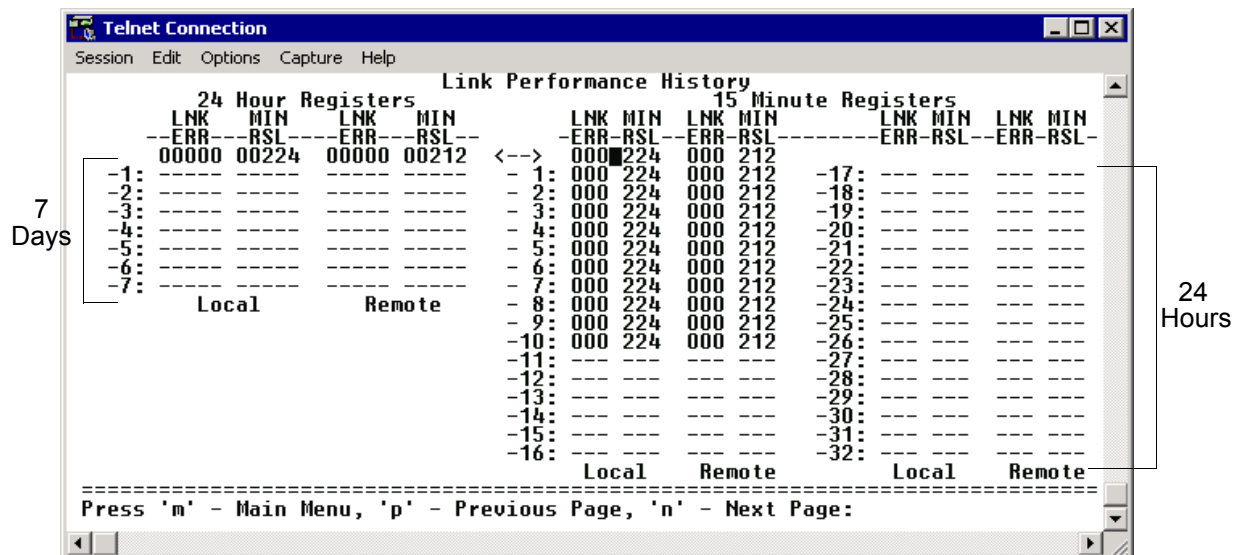 Telnet Connection
Session Edit Options Capture Help
Link Performance History
24 Hour Registers 15 Minute Registers
LNK MIN LNK MIN LNK MIN LNK MIN LNK MIN LNK MIN
--ERR---RSL----ERR---RSL-- -ERR-RSL--ERR-RSL---------ERR-RSL--ERR-RSL-
00000 00224 00000 00212 <--> 000 224 000 212
-1: ----- ----- ----- ----- - 1: 000 224 000 212 -17: --- --- --- ---
-2: ----- ----- ----- ----- - 2: 000 224 000 212 -18: --- --- --- ---
-3: ----- ----- ----- ----- - 3: 000 224 000 212 -19: --- --- --- ---
7
Days
-4: ----- ----- ----- ----- - 4: 000 224 000 212 -20: --- --- --- ---
-5: ----- ----- ----- ----- - 5: 000 224 000 212 -21: --- --- --- ---
-6: ----- ----- ----- ----- - 6: 000 224 000 212 -22: --- --- --- ---
-7: ----- ----- ----- ----- - 7: 000 224 000 212 -23: --- --- --- ---
Local Remote - 8: 000 224 000 212 -24: --- --- --- ---
- 9: 000 224 000 212 -25: --- --- --- ---
-10: 000 224 000 212 -26: --- --- --- ---
24
Hours
-11: --- --- --- --- -27: --- --- --- ---
-12: --- --- --- --- -28: --- --- --- ---
-13: --- --- --- --- -29: --- --- --- ---
-14: --- --- --- --- -30: --- --- --- ---
-15: --- --- --- --- -31: --- --- --- ---
-16: --- --- --- --- -32: --- --- --- ---
Local Remote Local Remote
Press 'm' - Main Menu, 'p' - Previous Page, 'n' - Next Page: